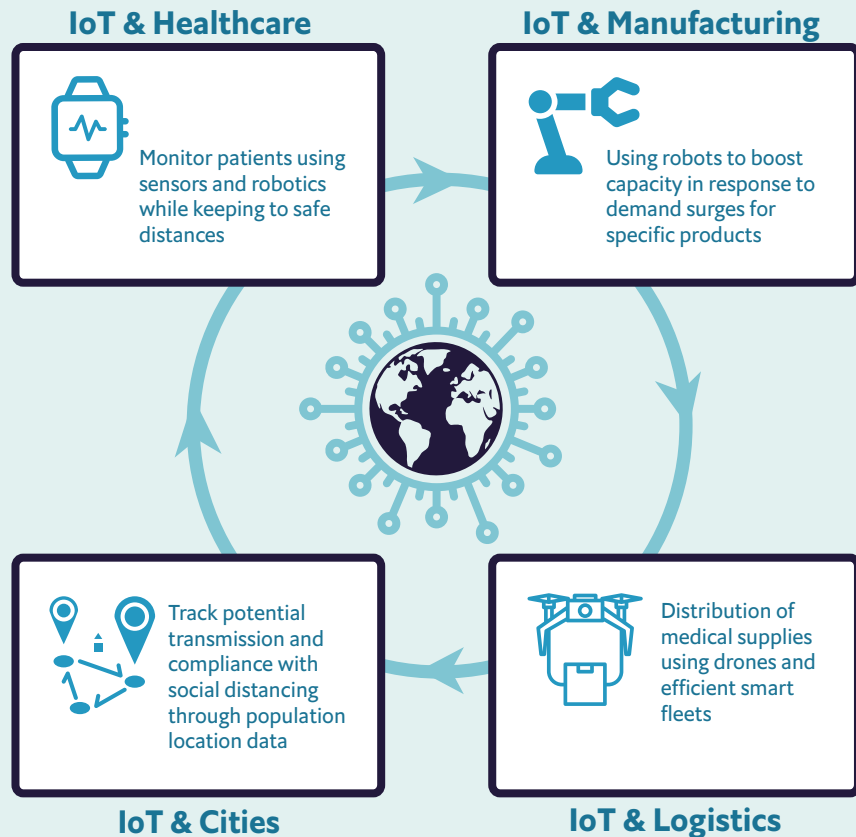 IoT & Healthcare
Monitor patients using
sensors and robotics
while keeping to safe
distances
IoT & Manufacturing
Using robots to boost
capacity in response to
demand surges for
specific products
Track potential
transmission and
compliance with
social distancing
through population
location data
IoT & Cities
Distribution of
medical supplies
using drones and
efficient smart
fleets
IoT & Logistics